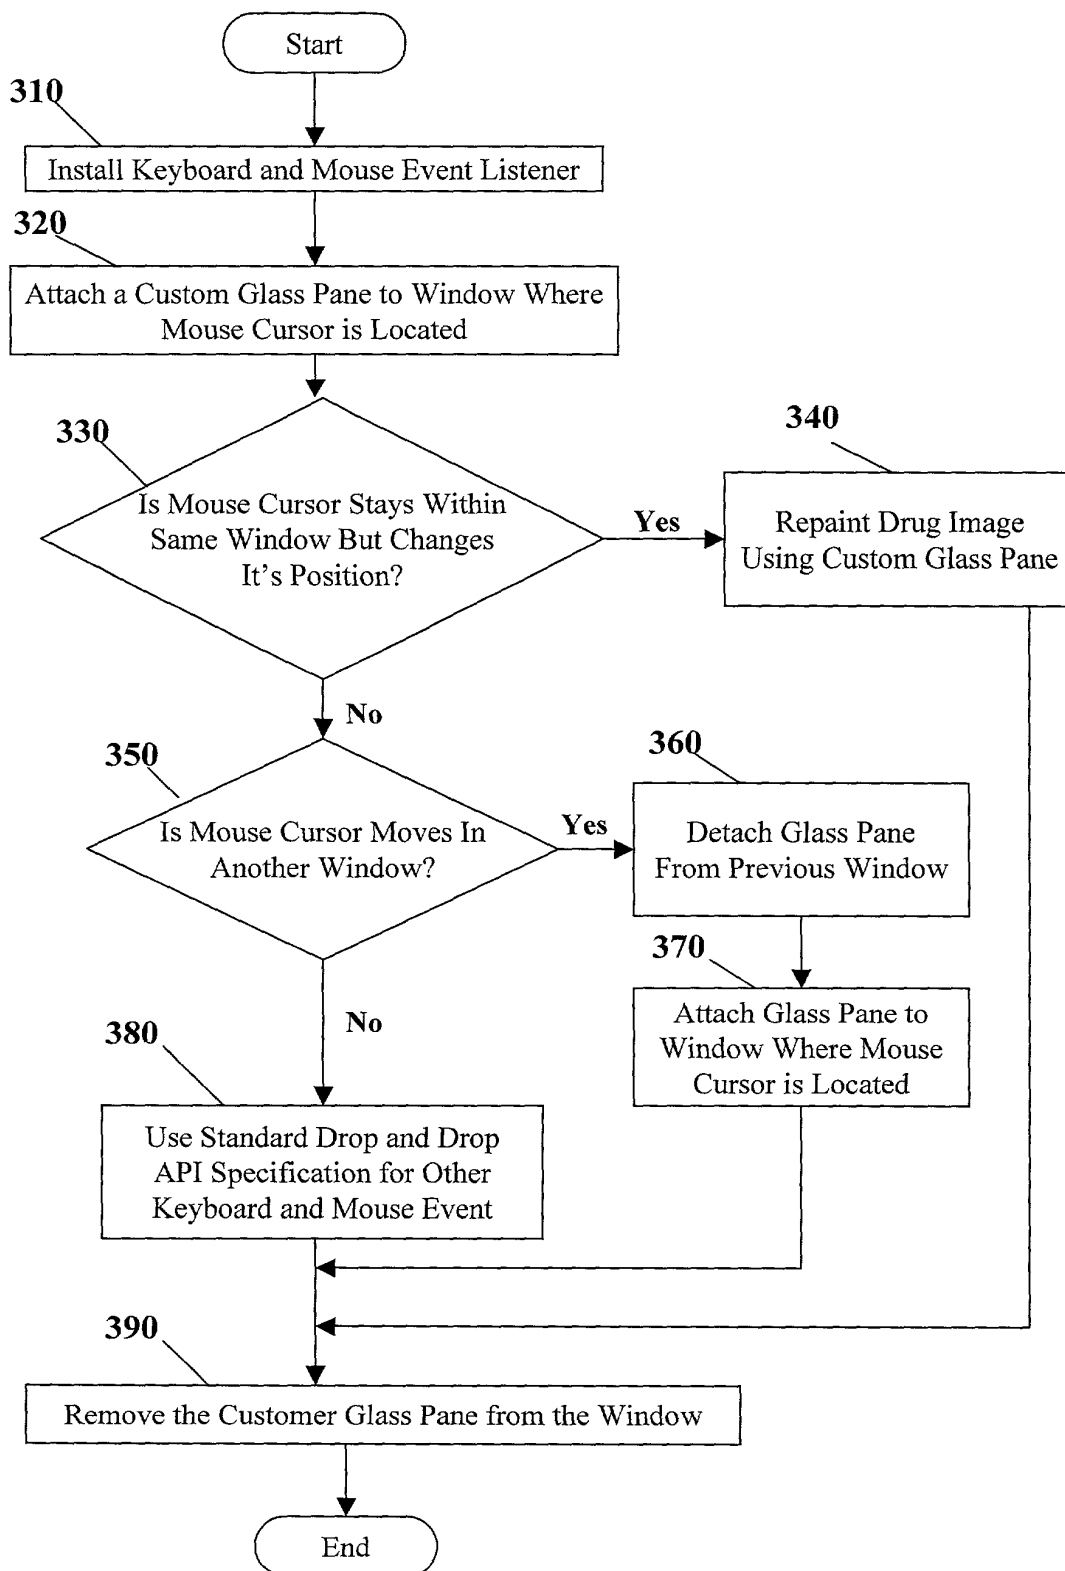 Start
310
Install Keyboard and Mouse Event Listener
320
Attach a Custom Glass Pane to Window Where
Mouse Cursor is Located
330
Is Mouse Cursor Stays Within
Same Window But Changes
It's Position?
Yes
340
Repaint Drug Image
Using Custom Glass Pane
No
350
Is Mouse Cursor Moves In
Another Window?
Yes
360
Detach Glass Pane
From Previous Window
370
Attach Glass Pane to
Window Where Mouse
Cursor is Located
No
380
Use Standard Drop and Drop
API Specification for Other
Keyboard and Mouse Event
390
Remove the Customer Glass Pane from the Window
End